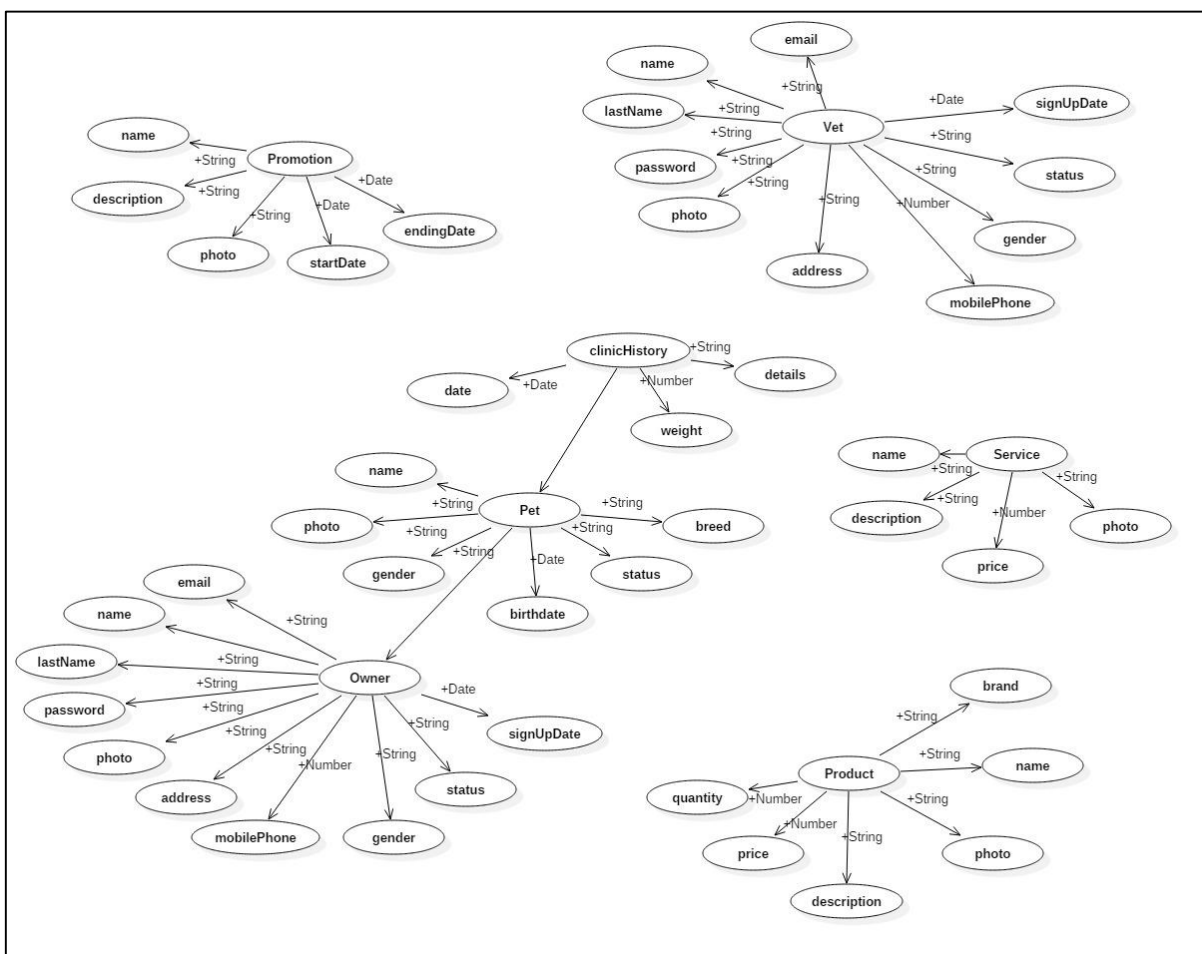 email
name
+String
lastName
+String
+Date
signUpDate
Vet
+String
password
+String
status
+String
photo
+String
+String
address
+Number
mobilePhone
+String
gender
name
+String
Promotion
description
+String
+String
photo
+Date
startDate
+Date
endingDate
clinicHistory
+String
details
date
+Date
+Number
weight
name
+String
Service
+String
description
+String
+Number
price
photo
name
+String
Pet
+String
breed
photo
+String
+String
gender
+String
status
+Date
birthdate
email
+String
name
lastName
+String
Owner
+Date
signUpDate
password
+String
+String
photo
+String
+String
address
+Number
mobilePhone
+String
gender
+String
status
brand
+String
Product
+String
name
quantity
+Number
+Number
price
+String
description
+String
photo